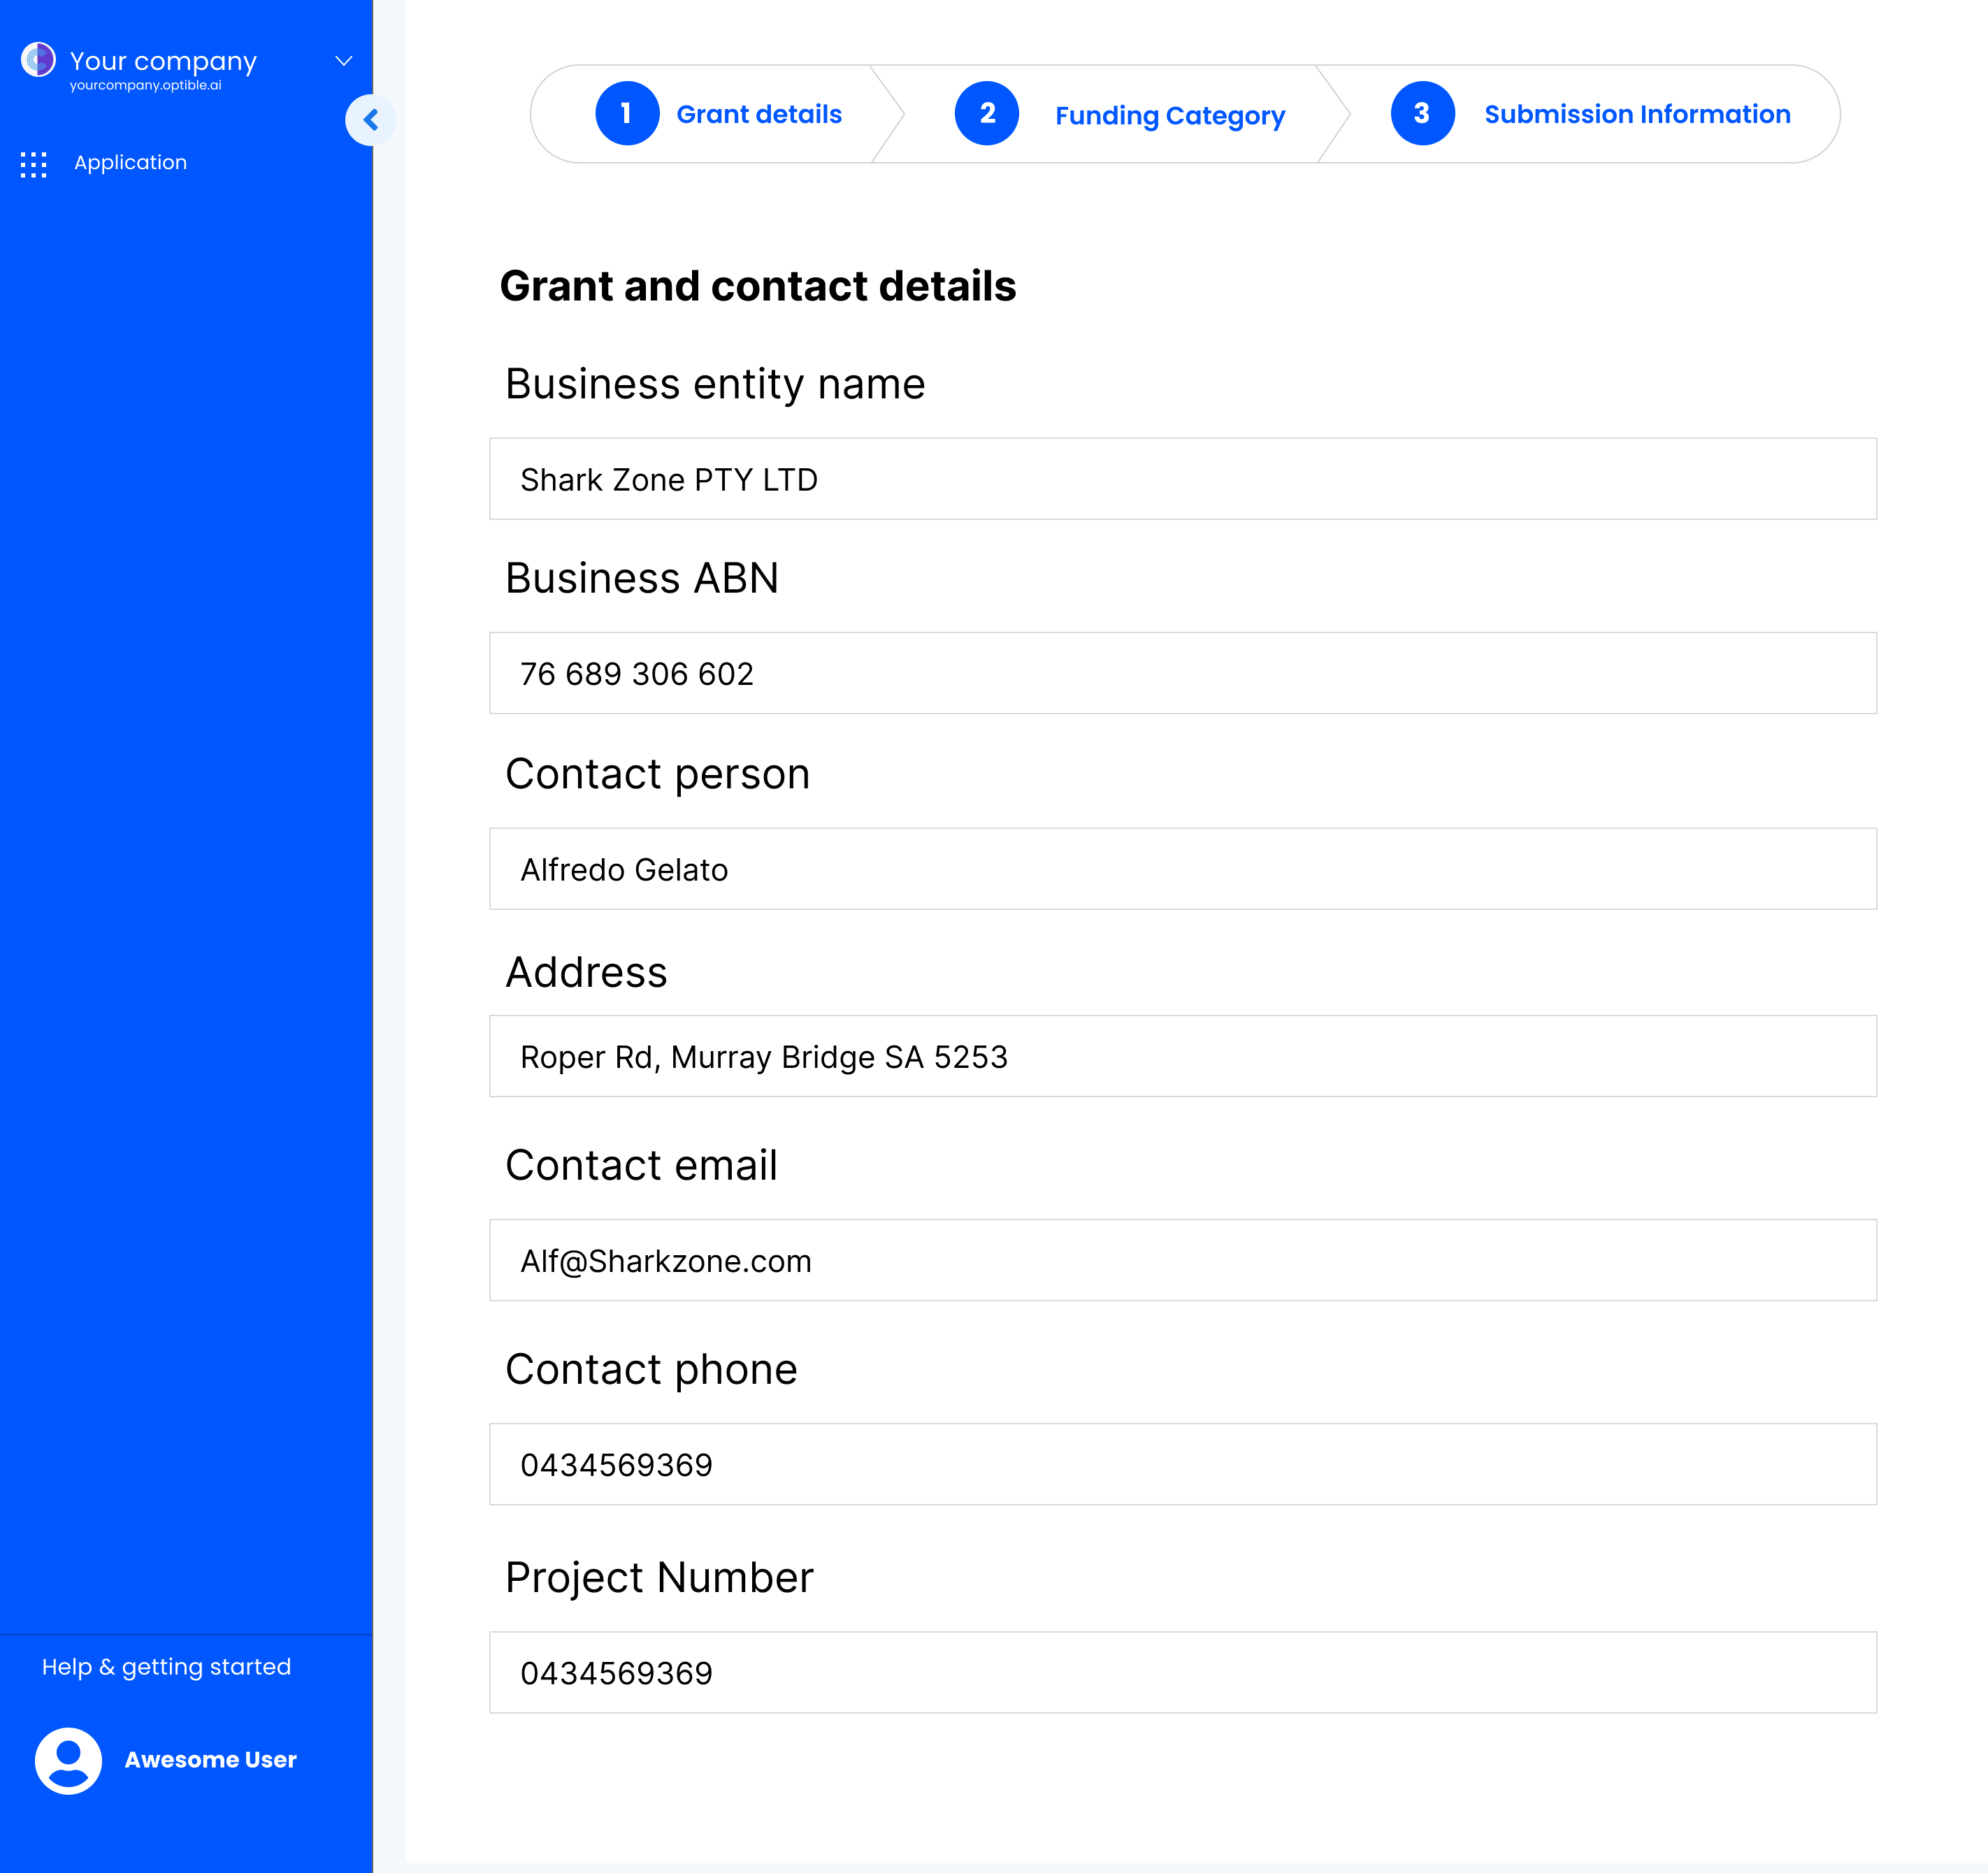 Your company
yourcompany.optible.ai
Application
1 Grant details
2 Funding Category
3 Submission Information
Grant and contact details
Business entity name
Shark Zone PTY LTD
Business ABN
76 689 306 602
Contact person
Alfredo Gelato
Address
Roper Rd, Murray Bridge SA 5253
Contact email
Alf@Sharkzone.com
Contact phone
0434569369
Project Number
0434569369
Help & getting started
Awesome User